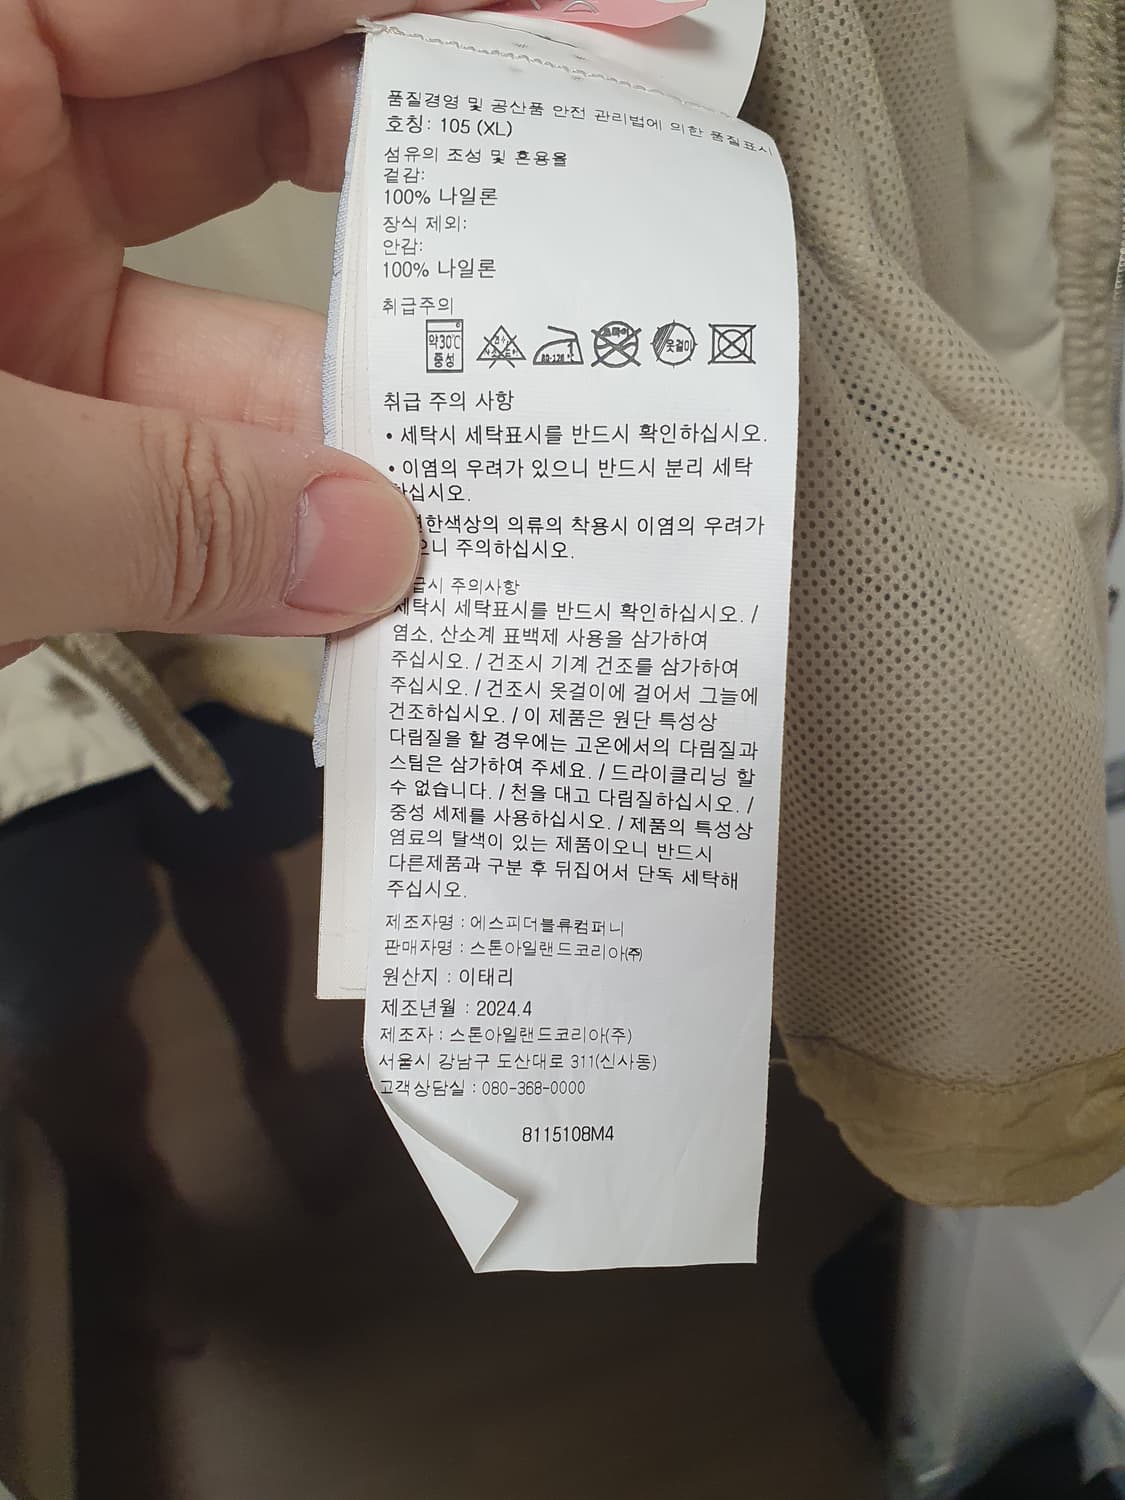 품질경영 및 공산품 안전 관리법에 의한 품질표시
호칭: 105 (XL)
섬유의 조성 및 혼용율
겉감:
100% 나일론
장식 제외:
안감:
100% 나일론
취급주의
약30℃
중성
옷걸이
취급 주의 사항
• 세탁시 세탁표시를 반드시 확인하십시오.
• 이염의 우려가 있으니 반드시 분리 세탁
하십시오.
의류의 착용시 이염의 우려가
주의하십시오.
주의사항
세탁시 세탁표시를 반드시 확인하십시오. /
염소, 산소계 표백제 사용을 삼가하여
주십시오. / 건조시 기계 건조를 삼가하여
주십시오. / 건조시 옷걸이에 걸어서 그늘에
건조하십시오. / 이 제품은 원단 특성상
다림질을 할 경우에는 고온에서의 다림질과
스팀은 삼가하여 주세요. / 드라이클리닝 할
수 없습니다. / 천을 대고 다림질하십시오. /
중성 세제를 사용하십시오. / 제품의 특성상
염료의 탈색이 있는 제품이오니 반드시
다른제품과 구분 후 뒤집어서 단독 세탁해
주십시오.
제조자명 : 에스피더블류컴퍼니
판매자명 : 스톤아일랜드코리아㈜
원산지 : 이태리
제조년월 : 2024.4
제조자 : 스톤아일랜드코리아(주)
서울시 강남구 도산대로 311(신사동)
고객상담실 : 080-368-0000
8115108M4